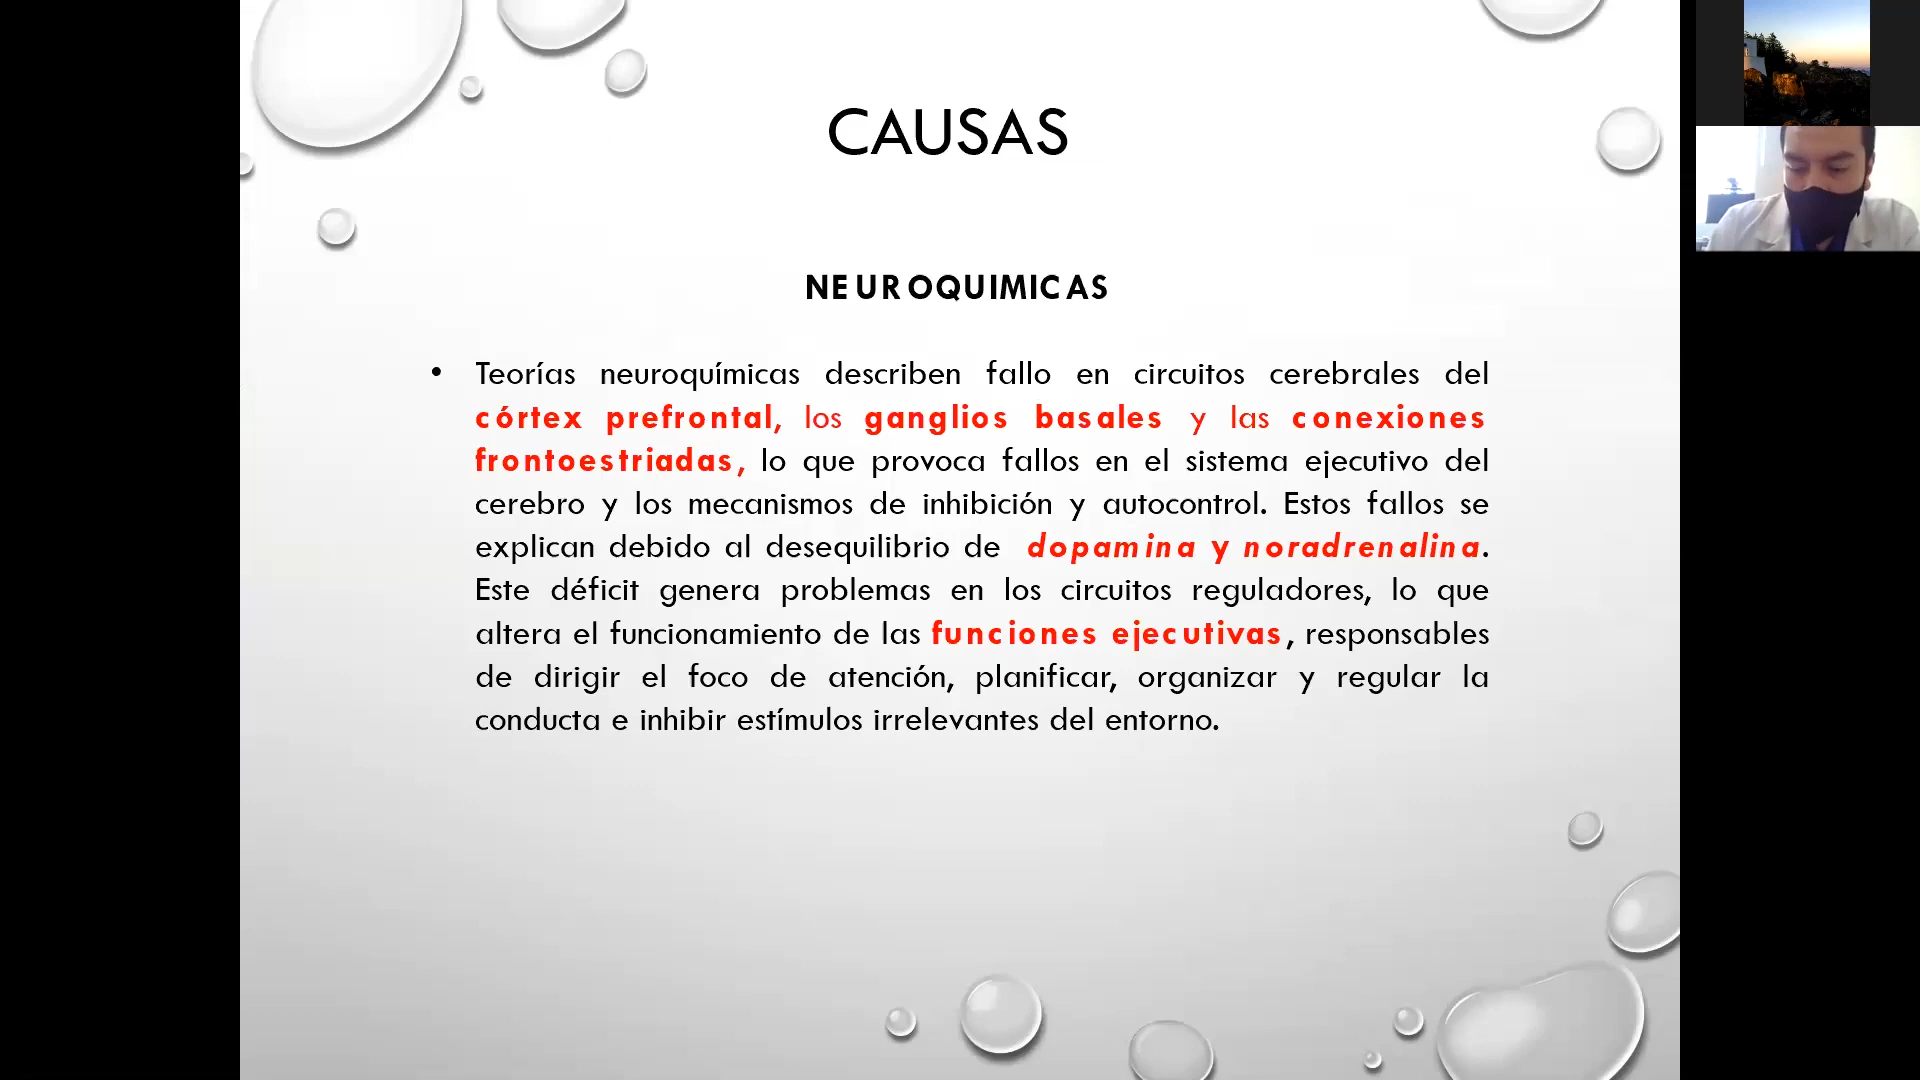 CAUSAS
NEUROQUIMICAS
• Teorías neuroquímicas describen fallo en circuitos cerebrales del
córtex prefrontal, los ganglios basales y las conexiones
frontoestriadas, lo que provoca fallos en el sistema ejecutivo del
cerebro y los mecanismos de inhibición y autocontrol. Estos fallos se
explican debido al desequilibrio de dopamina y noradrenalina.
Este déficit genera problemas en los circuitos reguladores, lo que
altera el funcionamiento de las funciones ejecutivas, responsables
de dirigir el foco de atención, planificar, organizar y regular la
conducta e inhibir estímulos irrelevantes del entorno.